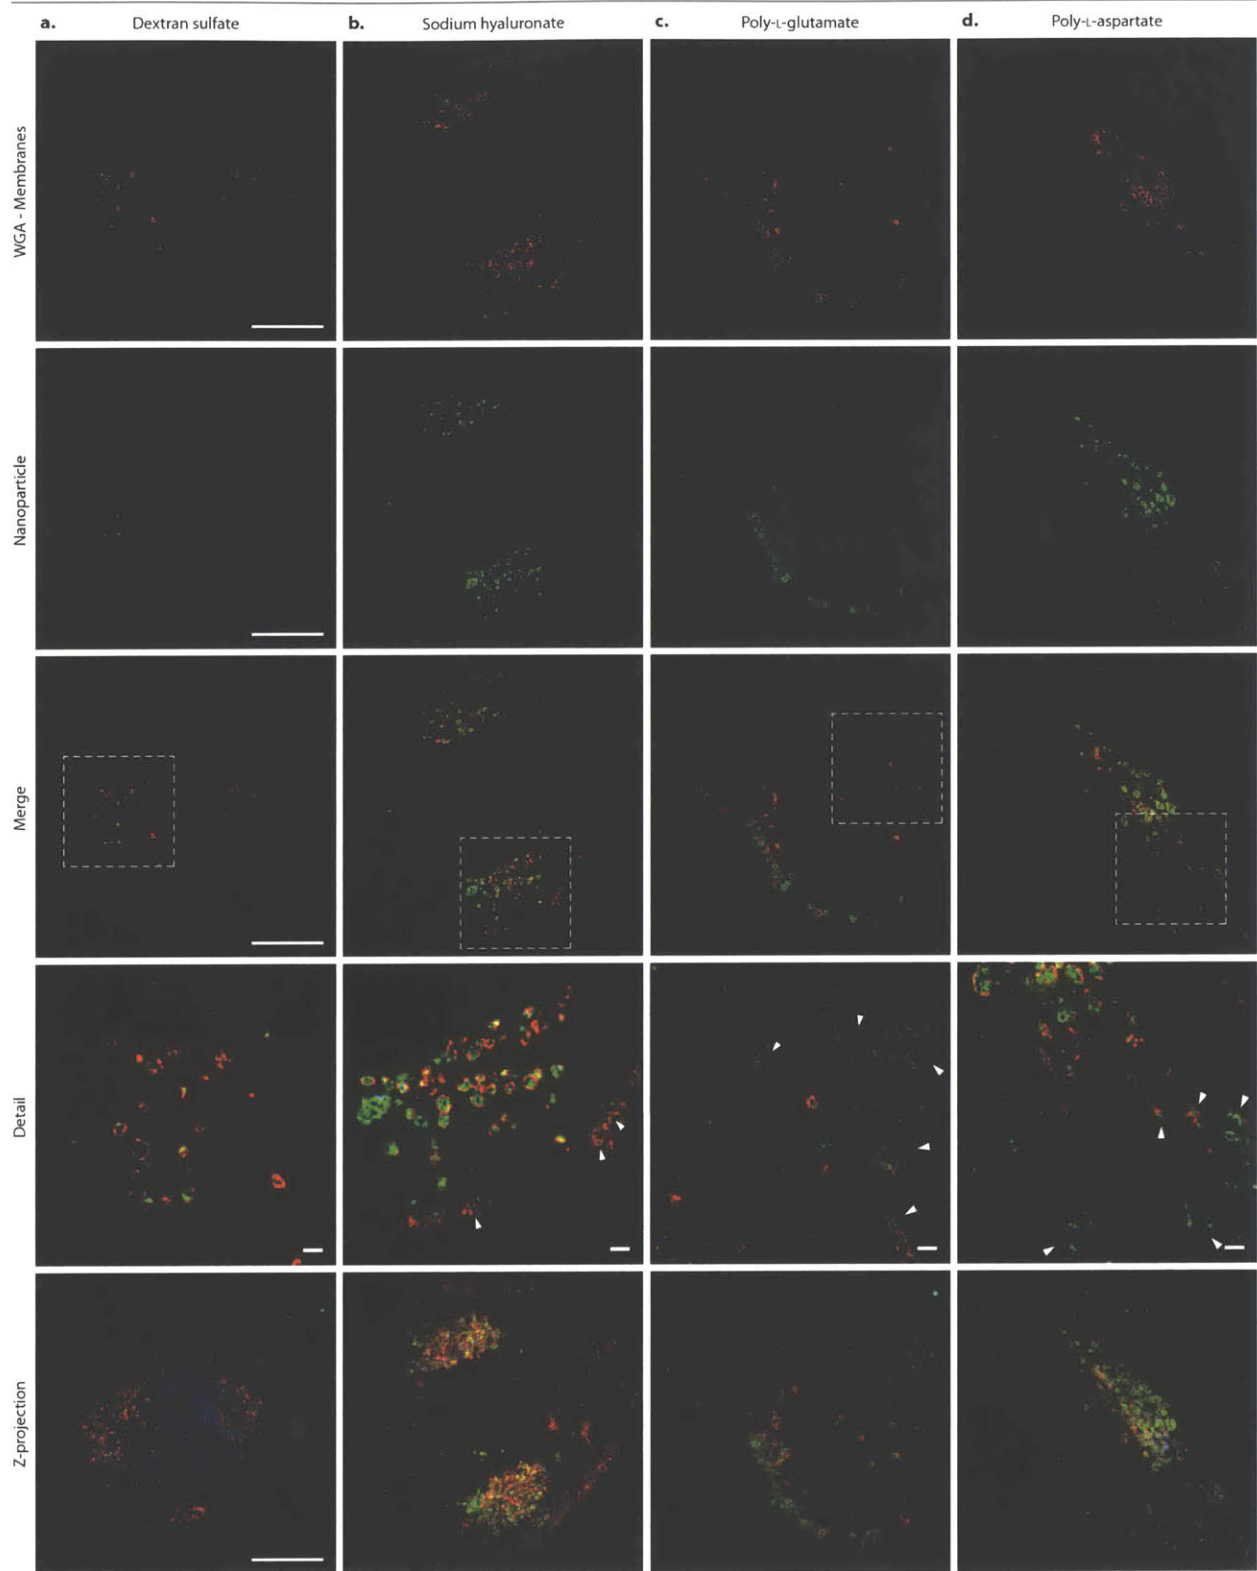 a. Dextran sulfate
b. Sodium hyaluronate
c. Poly-L-glutamate
d. Poly-L-aspartate
WGA - Membranes
Nanoparticle
Merge
Detail
Z-projection